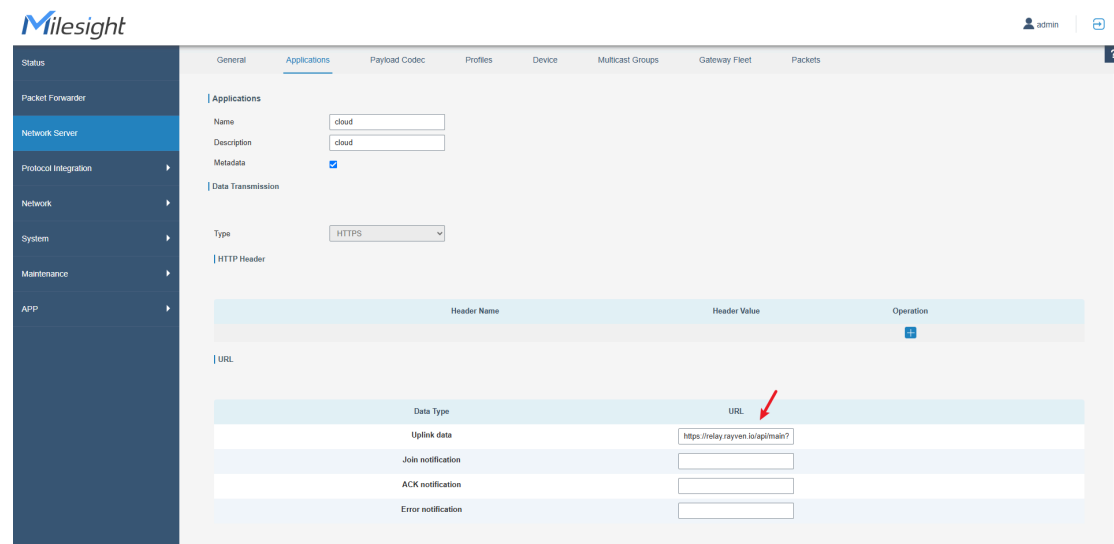 Milesight
admin
?
Status
Packet Forwarder
Network Server
Protocol Integration
Network
System
Maintenance
APP
General Applications Payload Codec Profiles Device Multicast Groups Gateway Fleet Packets
Applications
Name cloud
Description cloud
Metadata
Data Transmission
Type HTTPS
HTTP Header
Header Name Header Value Operation
URL
Data Type URL
Uplink data https://relay.rayven.io/api/main?
Join notification
ACK notification
Error notification